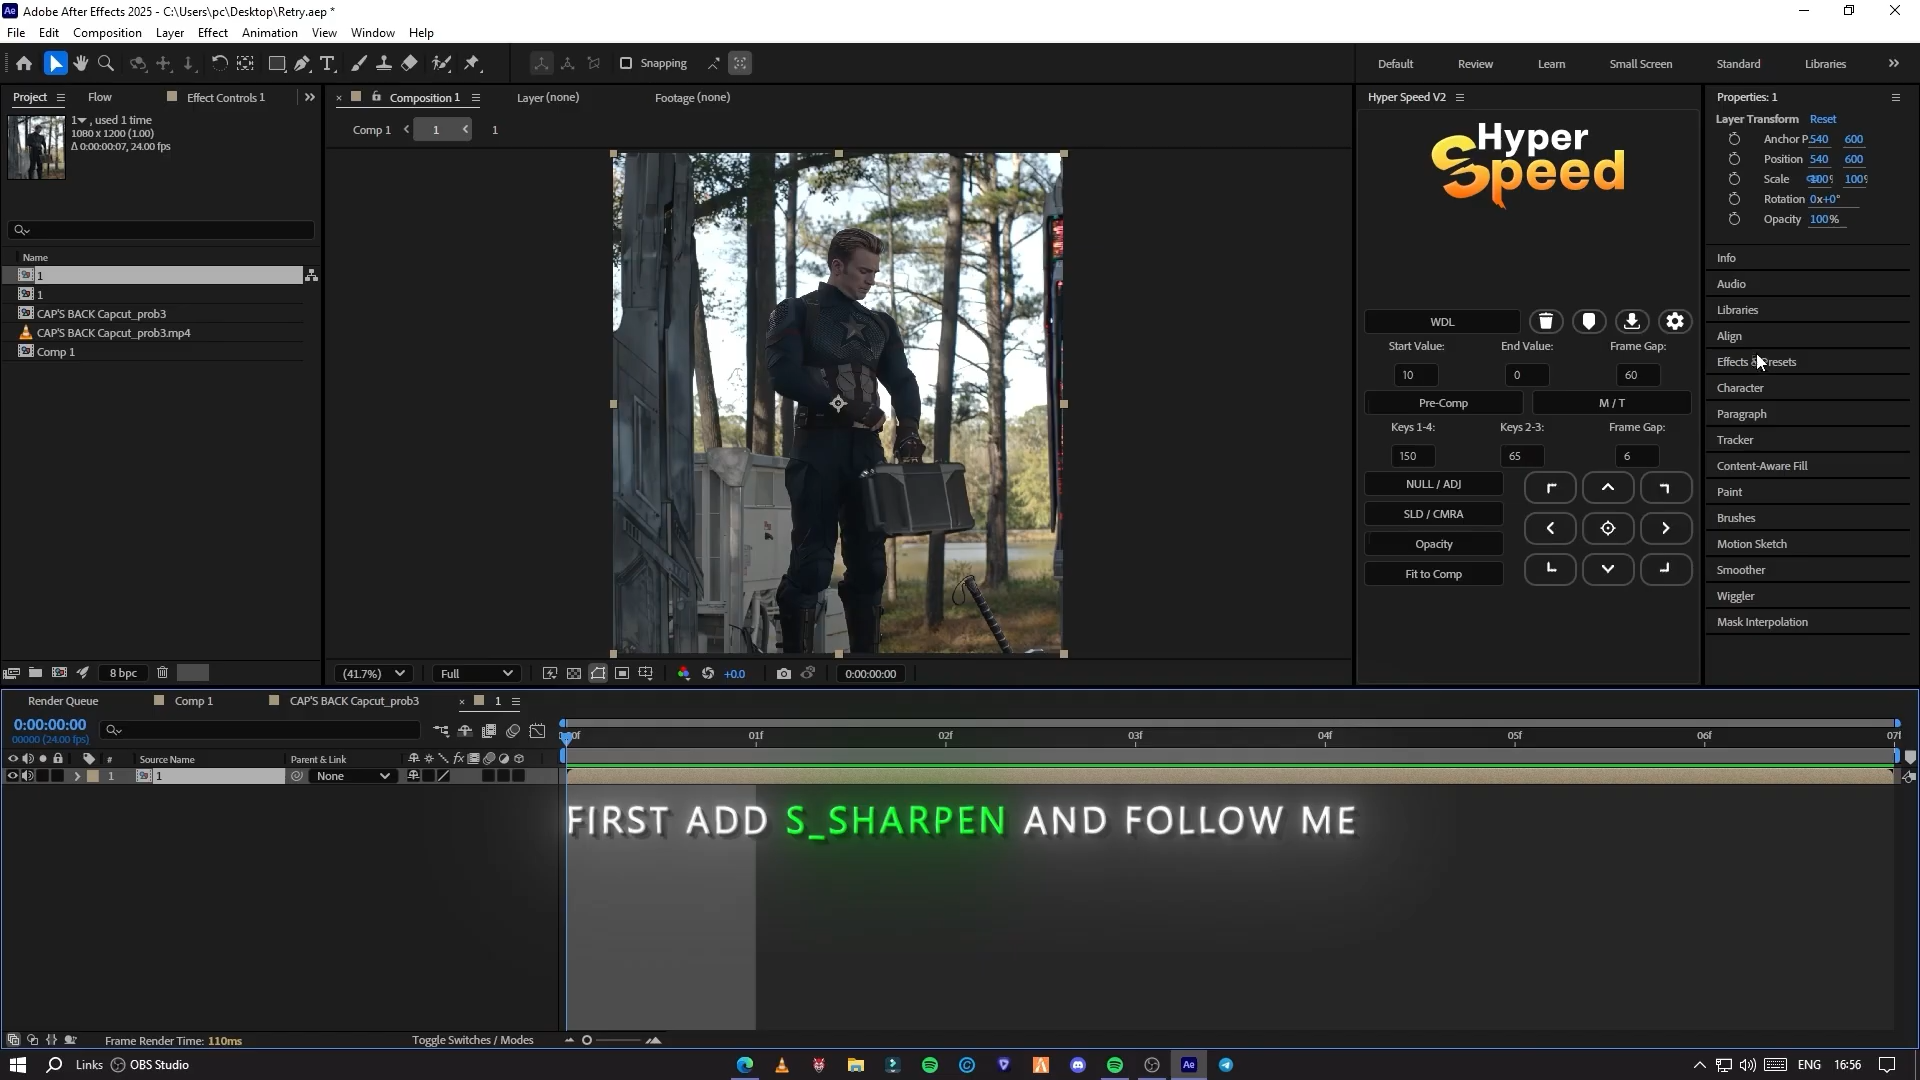 Adobe After Effects 2025 - C:\Users\pc\Desktop\Retry.aep *
File Edit Composition Layer Effect Animation View Window Help
Snapping
Default Review Learn Small Screen Standard Libraries
Project Flow Effect Controls 1
1, used 1 time
1080 x 1200 (1.00)
Δ 0:00:00:07, 24.00 fps
Name
1
1
CAP'S BACK Capcut_prob3
CAP'S BACK Capcut_prob3.mp4
Comp 1
8 bpc
Composition 1 Layer (none) Footage (none)
Comp 1 1 1
(41.7%) Full +0.0 0:00:00:00
Hyper Speed V2
Hyper
Speed
WDL
Start Value: End Value: Frame Gap:
10 0 60
Pre-Comp M / T
Keys 1-4: Keys 2-3: Frame Gap:
150 65 6
NULL / ADJ
SLD / CMRA
Opacity
Fit to Comp
Properties: 1
Layer Transform Reset
Anchor P. 540 600
Position 540 600
Scale 100% 100%
Rotation 0x+0°
Opacity 100%
Info
Audio
Libraries
Align
Effects & Presets
Character
Paragraph
Tracker
Content-Aware Fill
Paint
Brushes
Motion Sketch
Smoother
Wiggler
Mask Interpolation
Render Queue Comp 1 CAP'S BACK Capcut_prob3 1
0:00:00:00
00000 (24.00 fps)
01f 02f 03f 04f 05f 06f 07f
# Source Name Parent & Link fx
1 1 None
FIRST ADD S_SHARPEN AND FOLLOW ME
Frame Render Time: 110ms Toggle Switches / Modes
Links OBS Studio Ae ENG 16:56